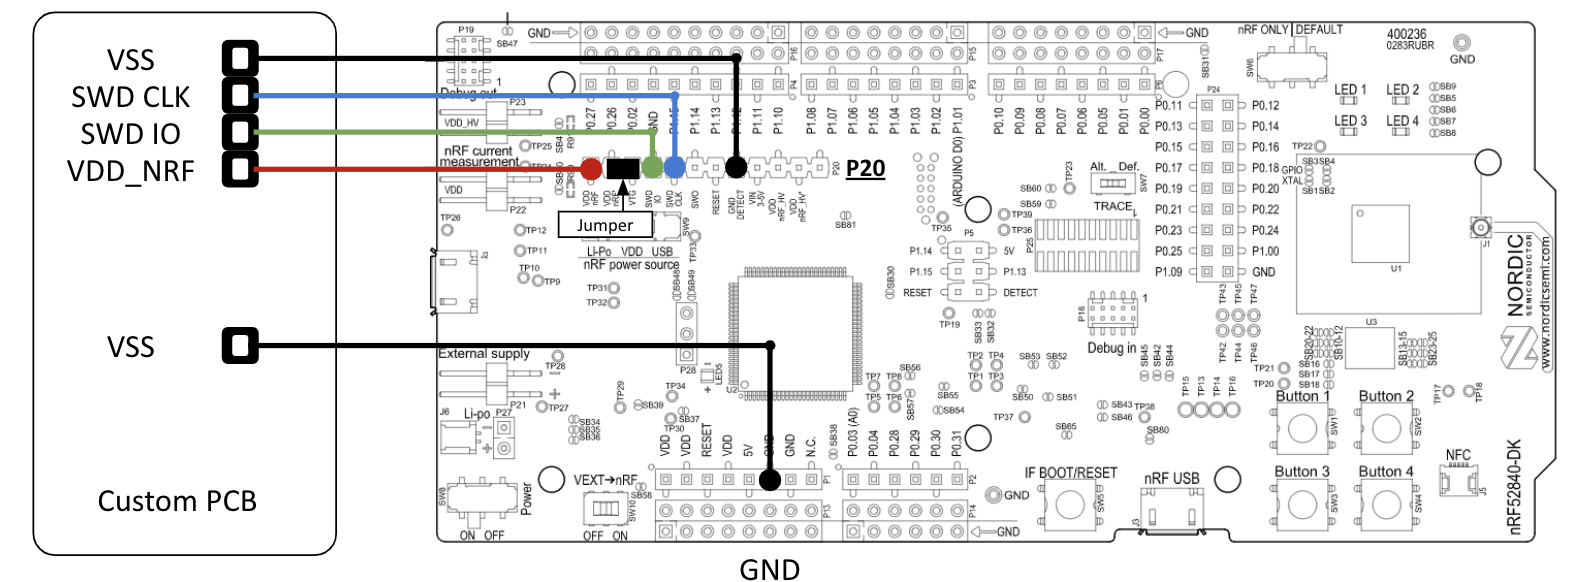 VSS
SWD CLK
SWD IO
VDD_NRF
VSS
Custom PCB
GND
P20
Jumper
P19
SB47
1
GND
P16
P15
P17
GND
SB31
nRF ONLY DEFAULT
SW6
400236
0283RUBR
GND
Debug out
P23
VDD_HV
TP25
nRF current
measurement
VDD
P22
TP26
P4
P3
P6
P0.27
P0.26
P0.02
GND
P1.14
P1.13
P1.11
P1.10
P1.08
P1.07
P1.06
P1.05
P1.04
P1.03
P1.02
P1.01
P0.10
P0.09
P0.08
P0.07
P0.06
P0.05
P0.01
P0.00
P20
VDD
nRF
VDD
nRF
VTG
SWD
IO
SWD
CLK
SWO
RESET
GND
DETECT
VIN
3-5V
VDD
nRF_HV
VDD
nRF_HV*
(ARDUINO D0)
TP35
SB81
SW9
TP33
Li-Po VDD USB
nRF power source
TP12
TP11
TP10
TP9
J2
TP31
TP32
SB48
SB49
SB30
P28
LED5
U2
P24
P0.11 P0.12
P0.13 P0.14
P0.15 P0.16
P0.17 P0.18
P0.19 P0.20
P0.21 P0.22
P0.23 P0.24
P0.25 P1.00
P1.09 GND
LED 1 LED 2
LED 3 LED 4
SB9
SB5
SB6
SB7
SB8
TP22
GPIO
XTAL
SB3SB4
SB1SB2
TP23
Alt. Def.
SW7
SB60
SB59
TRACE
TP39
TP36
P25
P5
P1.14 5V
P1.15 P1.13
RESET DETECT
TP19
SB33
SB32
P18
1
Debug in
TP43
TP45
TP47
TP42
TP44
TP46
U1
J1
U3
NORDIC
SEMICONDUCTOR
www.nordicsemi.com
SB20-22
SB10-12
SB13-15
SB23-25
SB16
SB17
SB18
TP21
TP20
External supply
TP28
P21
TP27
J6
Li-po
P27
SB34
SB35
SB36
TP29
SB39
TP34
SB37
TP30
TP7
TP8
TP5
TP6
SB56
SB57
SB55
SB54
TP2
TP4
TP1
TP3
SB53
SB52
SB50
SB51
TP37
SB45
SB42
SB44
SB43
SB46
TP38
SB65
SB80
TP15
TP13
TP14
TP16
TP17
TP18
Button 1
Button 2
Button 3
Button 4
SW1
SW2
SW3
SW4
NFC
J5
nRF52840-DK
VDD
VDD
RESET
VDD
5V
GND
GND
N.C.
SB38
P0.03 (A0)
P0.04
P0.28
P0.29
P0.30
P0.31
P1
P2
P13
P14
GND
GND
IF BOOT/RESET
SW5
nRF USB
J3
SW8
Power
ON OFF
VEXT→nRF
SB58
SW10
OFF ON